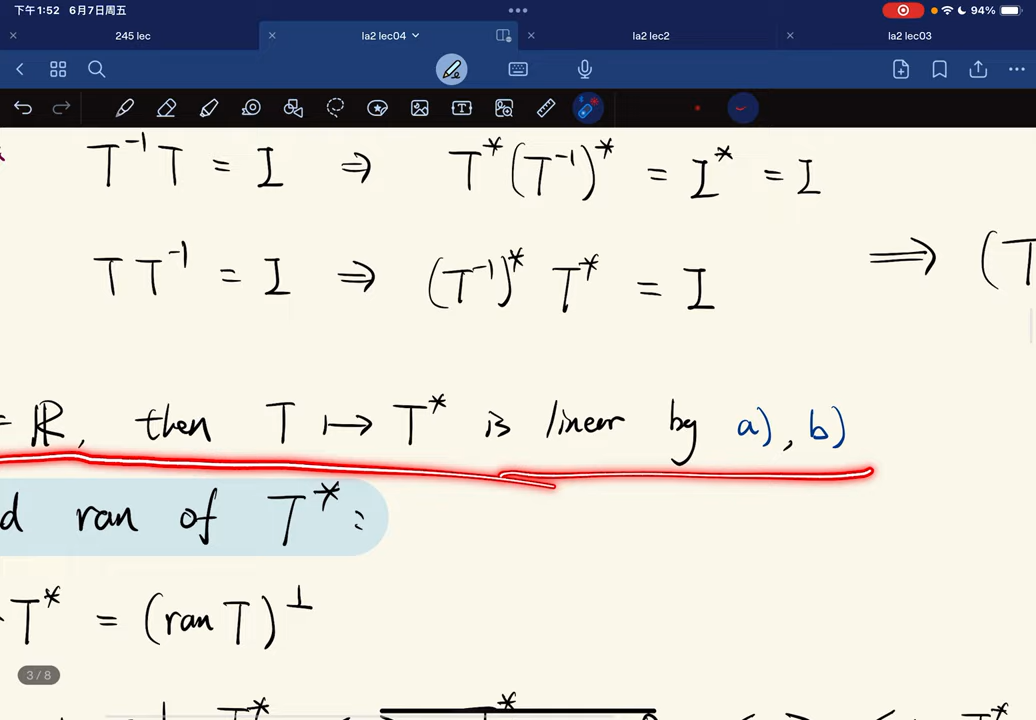 下午1:52 6月7日周五
94%
245 lec
la2 lec04
la2 lec2
la2 lec03
T⁻¹T = I ⇒ T*(T⁻¹)* = I* = I
TT⁻¹ = I ⇒ (T⁻¹)* T* = I
⟹ (T
= ℝ, then T ↦ T* is linear by a), b)
d ran of T*:
T* = (ran T)⊥
3 / 8